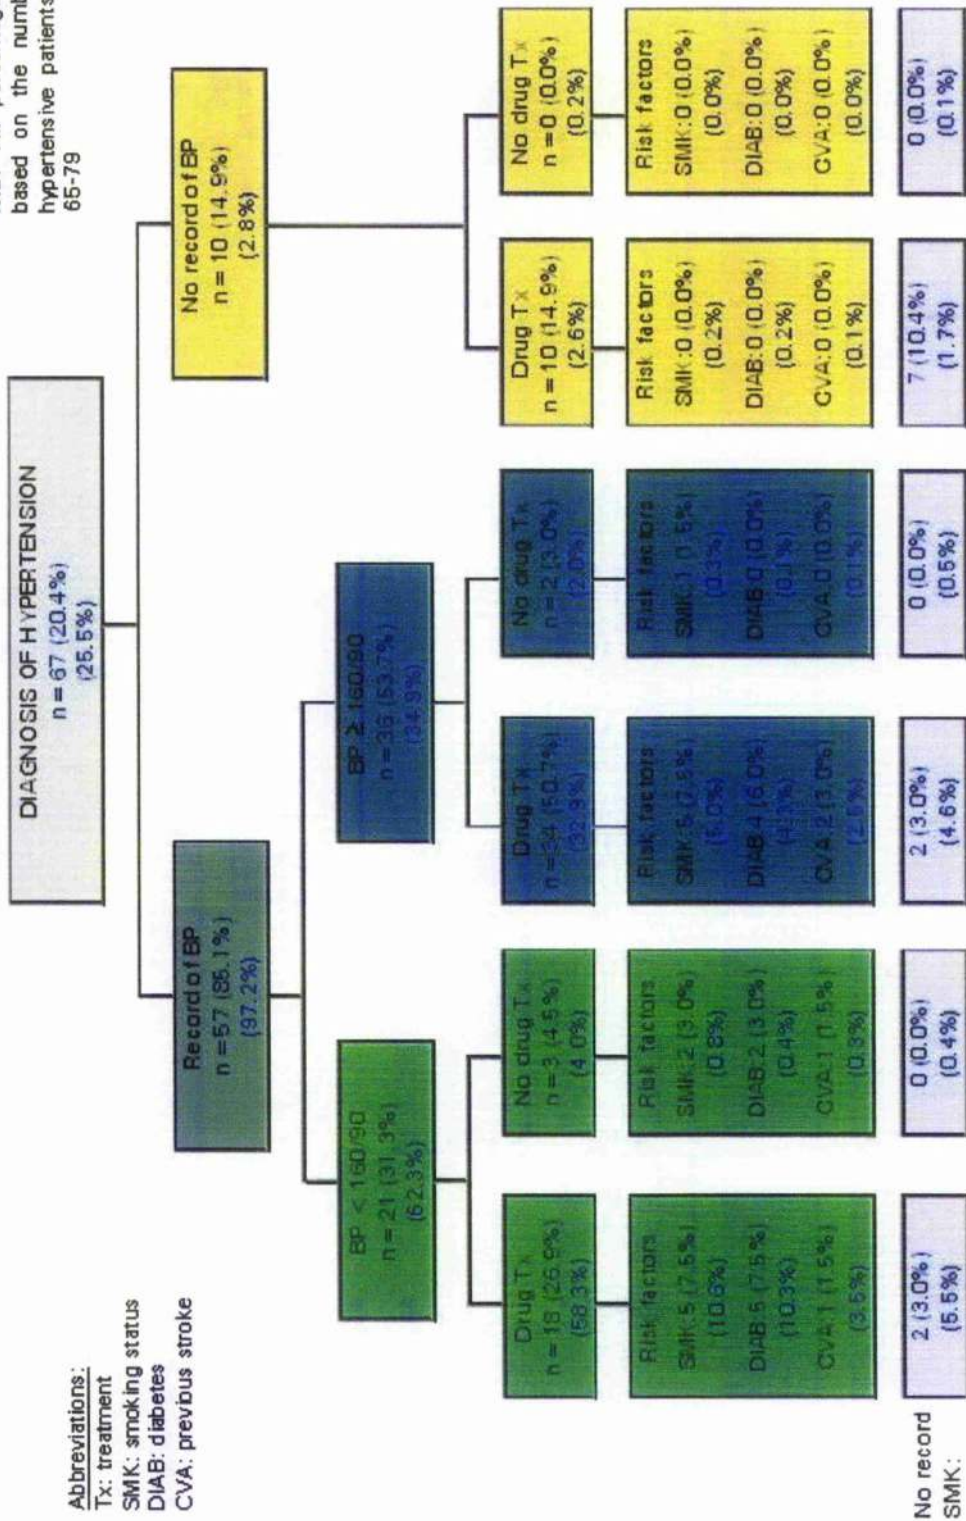 based on the
hypertensive patients
65-79
DIAGNOSIS OF HYPERTENSION
n = 67 (20.4%)
(25.5%)
Abbreviations:
Tx: treatment
SMK: smoking status
DIAB: diabetes
CVA: previous stroke
Record of BP
n = 57 (85.1%)
(97.2%)
No record of BP
n = 10 (14.9%)
(2.8%)
BP < 160/90
n = 21 (31.3%)
(62.3%)
BP ≥ 160/90
n = 36 (53.7%)
(34.9%)
Drug Tx
n = 18 (26.9%)
(58.3%)
No drug Tx
n = 3 (4.5%)
(4.0%)
Drug Tx
n = 34 (50.7%)
(32.9%)
No drug Tx
n = 2 (3.0%)
(2.0%)
Drug Tx
n = 10 (14.9%)
(2.6%)
No drug Tx
n = 0 (0.0%)
(0.2%)
Risk factors
SMK:5 (7.5%)
(10.6%)
DIAB:5 (7.5%)
(10.3%)
CVA:1 (1.5%)
(3.5%)
Risk factors
SMK:2 (3.0%)
(0.8%)
DIAB:2 (3.0%)
(0.4%)
CVA:1 (1.5%)
(0.3%)
Risk factors
SMK:5 (7.5%)
(5.0%)
DIAB:4 (6.0%)
(4.3%)
CVA:2 (3.0%)
Risk factors
SMK:1 (1.5%)
(0.3%)
DIAB:0 (0.0%)
(0.1%)
CVA:0 (0.0%)
(0.1%)
Risk factors
SMK:0 (0.0%)
(0.2%)
DIAB:0 (0.0%)
(0.2%)
CVA:0 (0.0%)
(0.1%)
Risk factors
SMK:0 (0.0%)
(0.0%)
DIAB:0 (0.0%)
(0.0%)
CVA:0 (0.0%)
(0.0%)
No record
SMK:
2 (3.0%)
(5.5%)
0 (0.0%)
(0.4%)
2 (3.0%)
(4.6%)
0 (0.0%)
(0.5%)
7 (10.4%)
(1.7%)
0 (0.0%)
(0.1%)